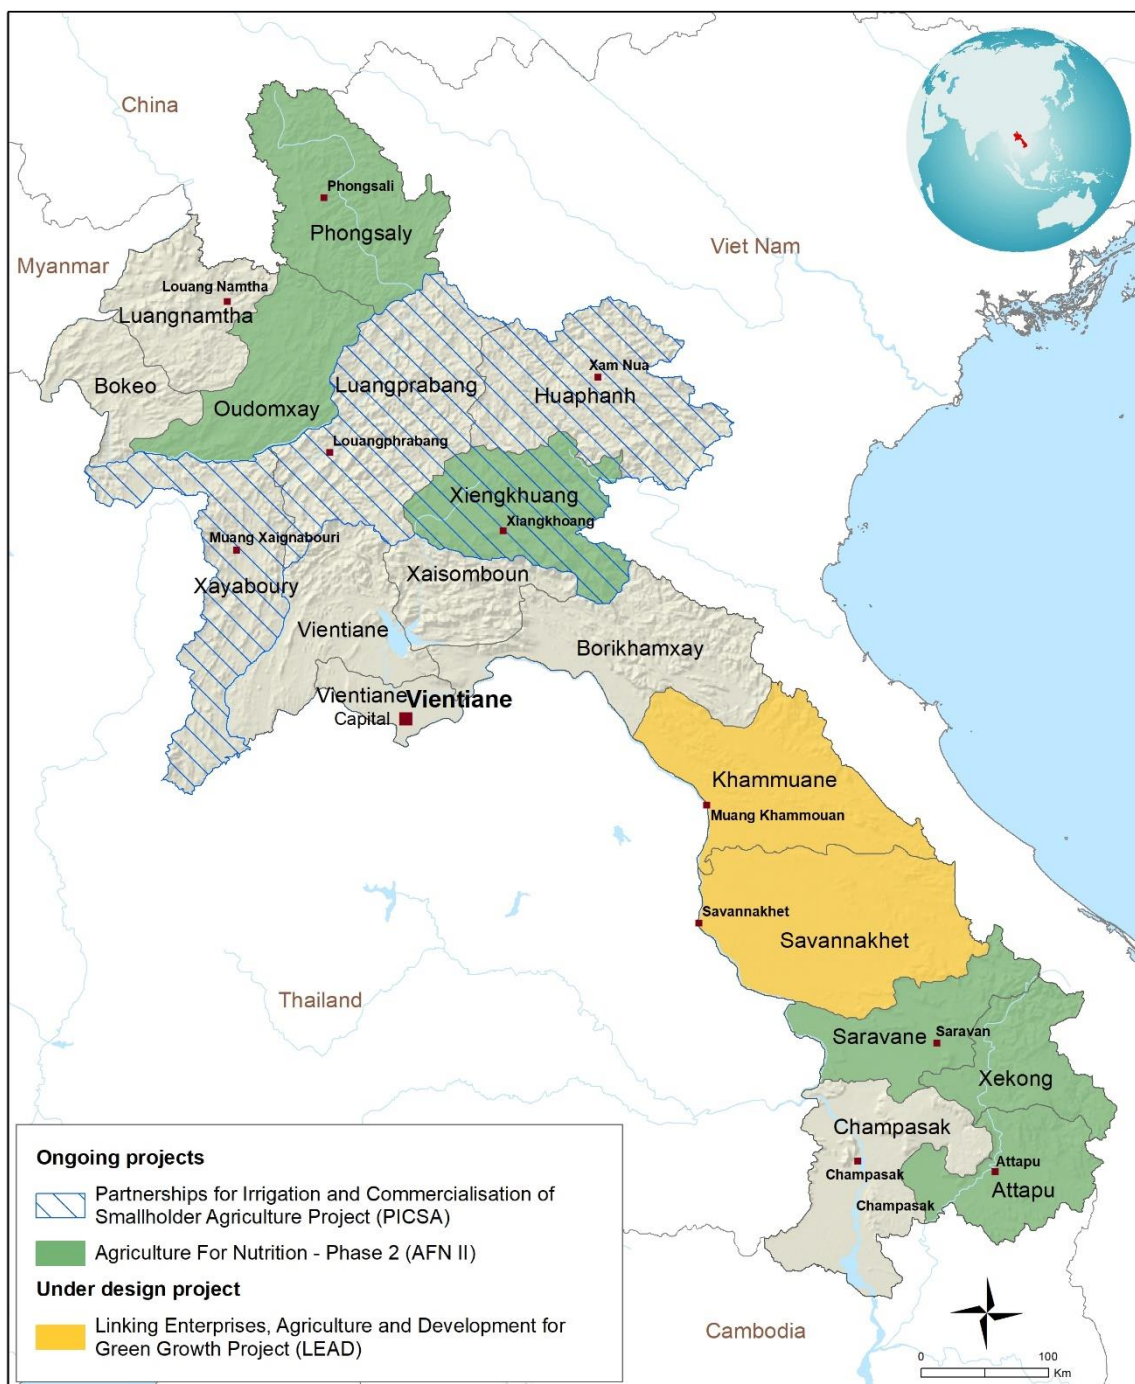 China
Phongsali
Phongsaly
Viet Nam
Myanmar
Louang Namtha
Luangnamtha
Xam Nua
Bokeo
Luangprabang
Huaphanh
Oudomxay
Louangphrabang
Xiengkhuang
Xiangkhoang
Muang Xaignabouri
Xaisomboun
Xayaboury
Vientiane
Borikhamxay
Vientiane
Capital
Vientiane
Khammuane
Muang Khammouan
Savannakhet
Savannakhet
Thailand
Saravane
Saravan
Xekong
Champasak
Champasak
Attapu
Attapu
Champasak
Cambodia
Ongoing projects
Partnerships for Irrigation and Commercialisation of
Smallholder Agriculture Project (PICSA)
Agriculture For Nutrition - Phase 2 (AFN II)
Under design project
Linking Enterprises, Agriculture and Development for
Green Growth Project (LEAD)
0 100
Km